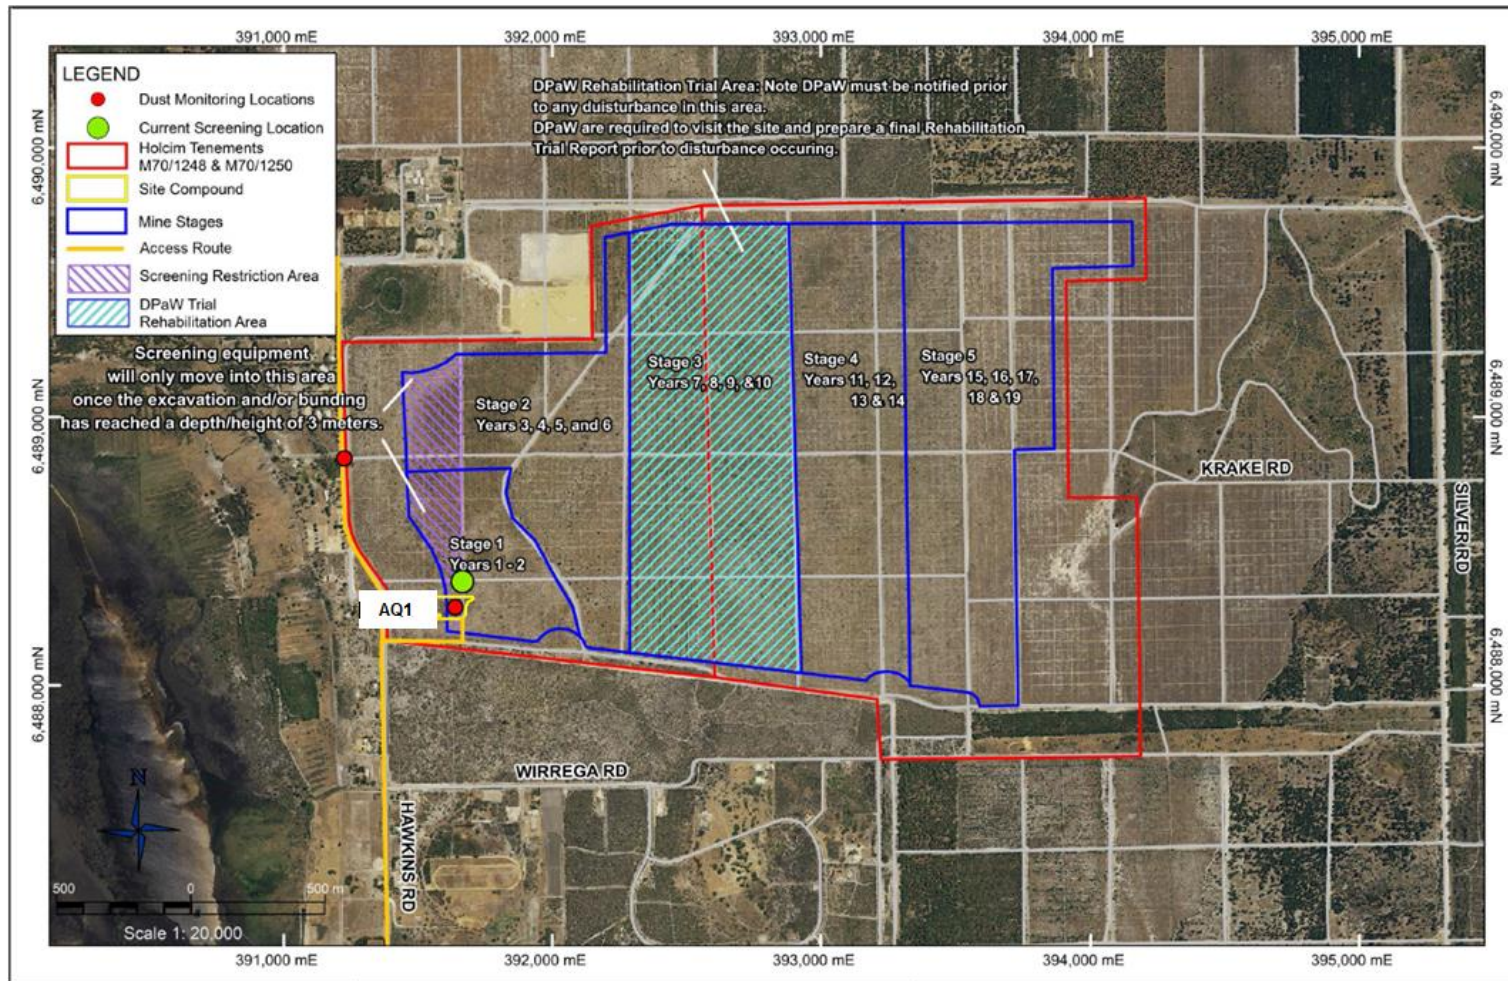 391,000 mE
392,000 mE
393,000 mE
394,000 mE
395,000 mE
LEGEND
Dust Monitoring Locations
Current Screening Location
Holcim Tenements
M70/1248 & M70/1250
Site Compound
Mine Stages
Access Route
Screening Restriction Area
DPaW Trial
Rehabilitation Area
DPaW Rehabilitation Trial Area: Note DPaW must be notified prior
to any duisturbance in this area.
DPaW are required to visit the site and prepare a final Rehabilitation
Trial Report prior to disturbance occuring.
6,490,000 mN
6,490,000 mN
Screening equipment
will only move into this area
once the excavation and/or bunding
has reached a depth/height of 3 meters.
Stage 2
Years 3, 4, 5, and 6
Stage 3
Years 7, 8, 9, &10
Stage 4
Years 11, 12,
13 & 14
Stage 5
Years 15, 16, 17,
18 & 19
6,489,000 mN
6,489,000 mN
KRAKE RD
SILVER RD
Stage 1
Years 1 - 2
AQ1
6,488,000 mN
6,488,000 mN
WIRREGA RD
HAWKINS RD
N
500
0
500 m
Scale 1: 20,000
391,000 mE
392,000 mE
393,000 mE
394,000 mE
395,000 mE